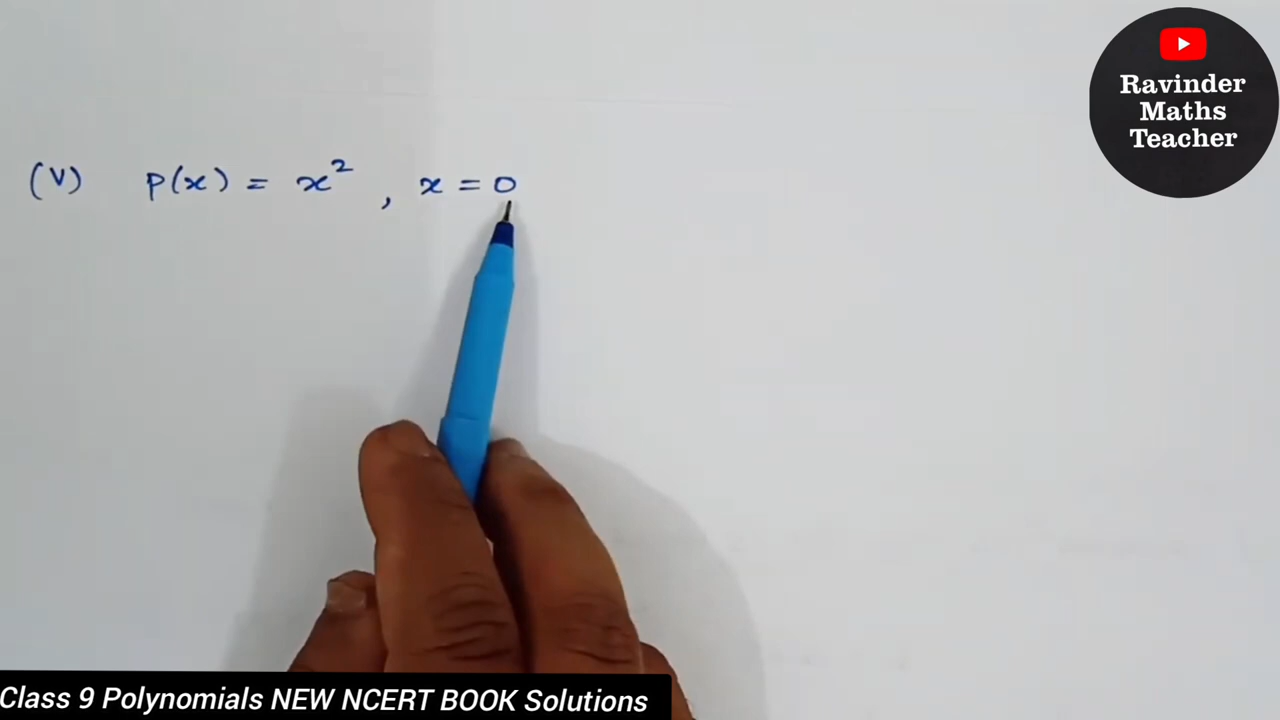 Ravinder
Maths
Teacher
(V) p(x) = x² , x = 0
Class 9 Polynomials NEW NCERT BOOK Solutions